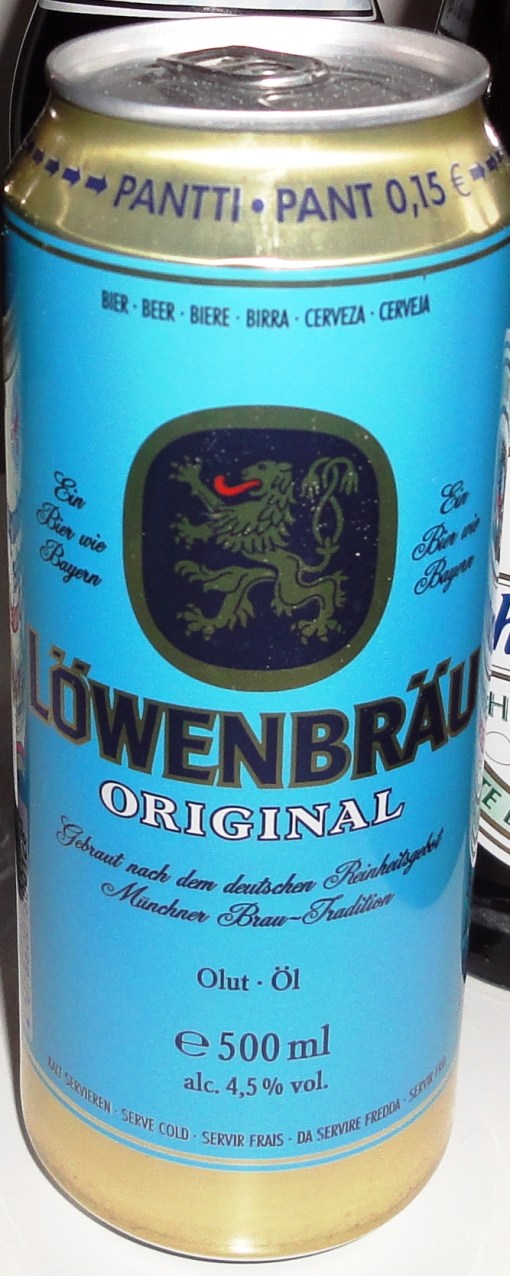 PANTTI • PANT 0,15 €
BIER · BEER · BIERE · BIRRA · CERVEZA · CERVEJA
Ein
Bier wie
Bayern
Ein
Bier wie
Bayern
LÖWENBRÄU
ORIGINAL
Gebraut nach dem deutschen Reinheitsgebot
Münchner Brau-Tradition
Olut · Öl
℮ 500 ml
alc. 4,5 % vol.
KALT SERVIEREN · SERVE COLD · SERVIR FRAIS · DA SERVIRE FREDDA · SERVIR